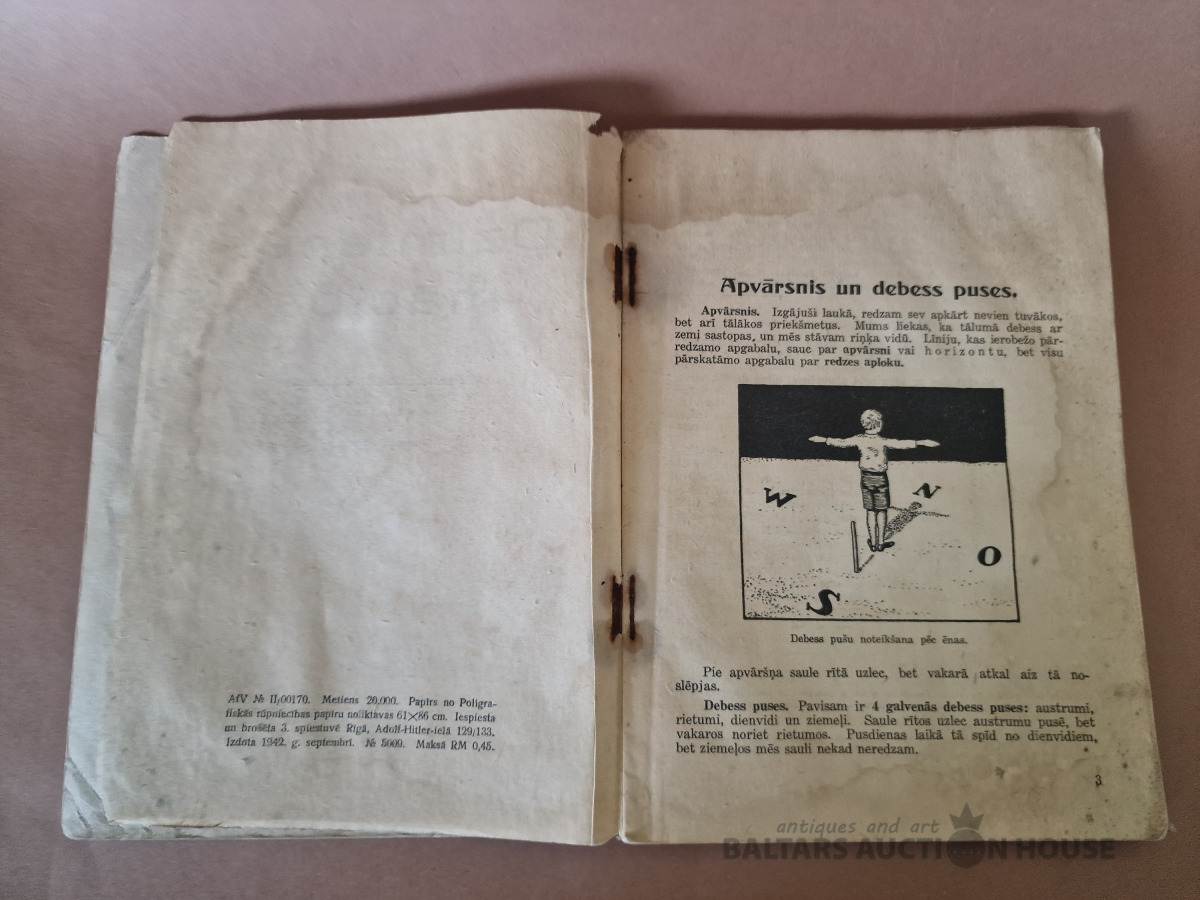 AfV № II/00170. Metiens 20.000. Papīrs no Poligra-
fiskās rūpniecības papīru noliktavas 61×86 cm. Iespiesta
un brošēta 3. spiestuvē Rīgā, Adolf-Hitler-ielā 129/133.
Izdota 1942. g. septembrī. № 5009. Maksā RM 0,45.
Apvārsnis un debess puses.
Apvārsnis. Izgājuši laukā, redzam sev apkārt nevien tuvākos,
bet arī tālākos priekšmetus. Mums liekas, ka tālumā debess ar
zemi sastopas, un mēs stāvam riņķa vidū. Līniju, kas ierobežo pār-
redzamo apgabalu, sauc par apvārsni vai horizontu, bet visu
pārskatāmo apgabalu par redzes aploku.
W
N
O
S
Debess pušu noteikšana pēc ēnas.
Pie apvāršņa saule rītā uzlec, bet vakarā atkal aiz tā no-
slēpjas.
Debess puses. Pavisam ir 4 galvenās debess puses: austrumi,
rietumi, dienvidi un ziemeļi. Saule rītos uzlec austrumu pusē, bet
vakaros noriet rietumos. Pusdienas laikā tā spīd no dienvidiem,
bet ziemeļos mēs sauli nekad neredzam.
3
antiques and art
BALTARS AUCTION HOUSE